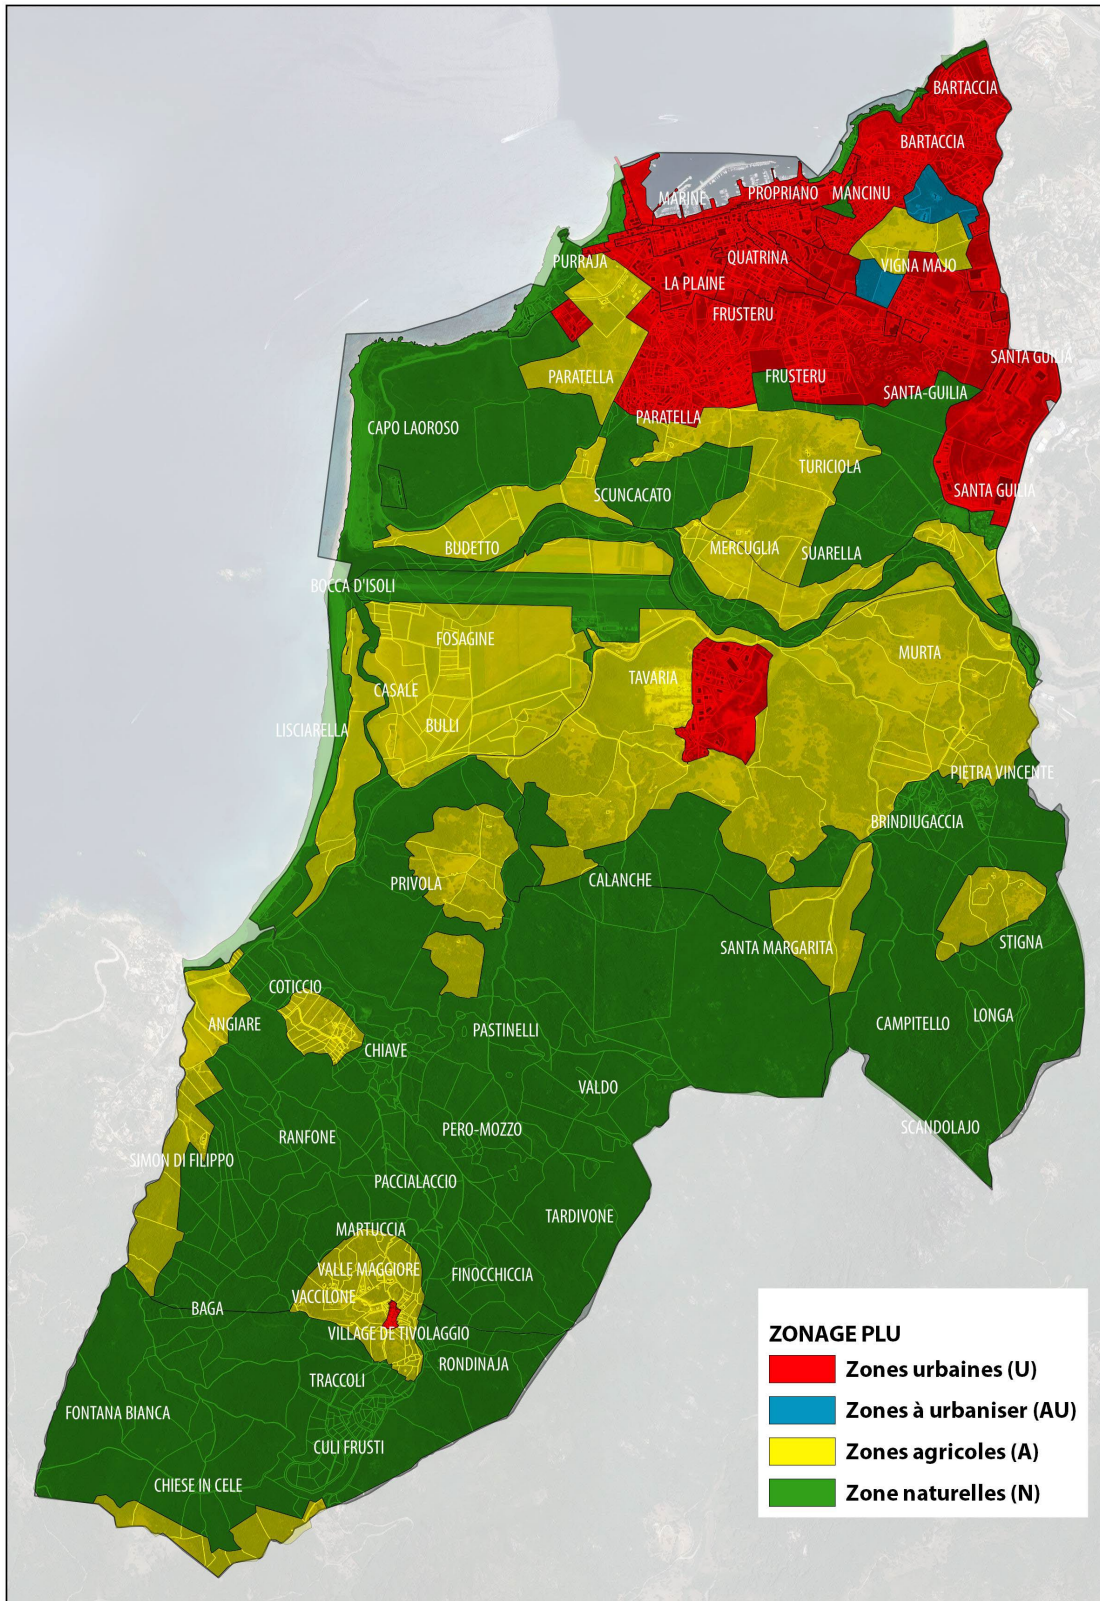 BARTACCIA
BARTACCIA
MARINE
PROPRIANO
MANCINU
PURRAJA
QUATRINA
VIGNA MAJO
LA PLAINE
FRUSTERU
SANTA GUILIA
PARATELLA
FRUSTERU
SANTA-GUILIA
CAPO LAOROSO
PARATELLA
TURICIOLA
SCUNCACATO
SANTA GUILIA
BUDETTO
MERCUGLIA
SUARELLA
BOCCA D'ISOLI
FOSAGINE
MURTA
CASALE
TAVARIA
LISCIARELLA
BULLI
PIETRA VINCENTE
BRINDIUGACCIA
PRIVOLA
CALANCHE
SANTA MARGARITA
STIGNA
COTICCIO
ANGIARE
PASTINELLI
CAMPITELLO
LONGA
CHIAVE
VALDO
RANFONE
PERO-MOZZO
SCANDOLAJO
SIMON DI FILIPPO
PACCIALACCIO
MARTUCCIA
TARDIVONE
VALLE MAGGIORE
FINOCCHICCIA
VACCILONE
BAGA
VILLAGE DE TIVOLAGGIO
RONDINAJA
TRACCOLI
FONTANA BIANCA
CULI FRUSTI
CHIESE IN CELE
ZONAGE PLU
Zones urbaines (U)
Zones à urbaniser (AU)
Zones agricoles (A)
Zone naturelles (N)